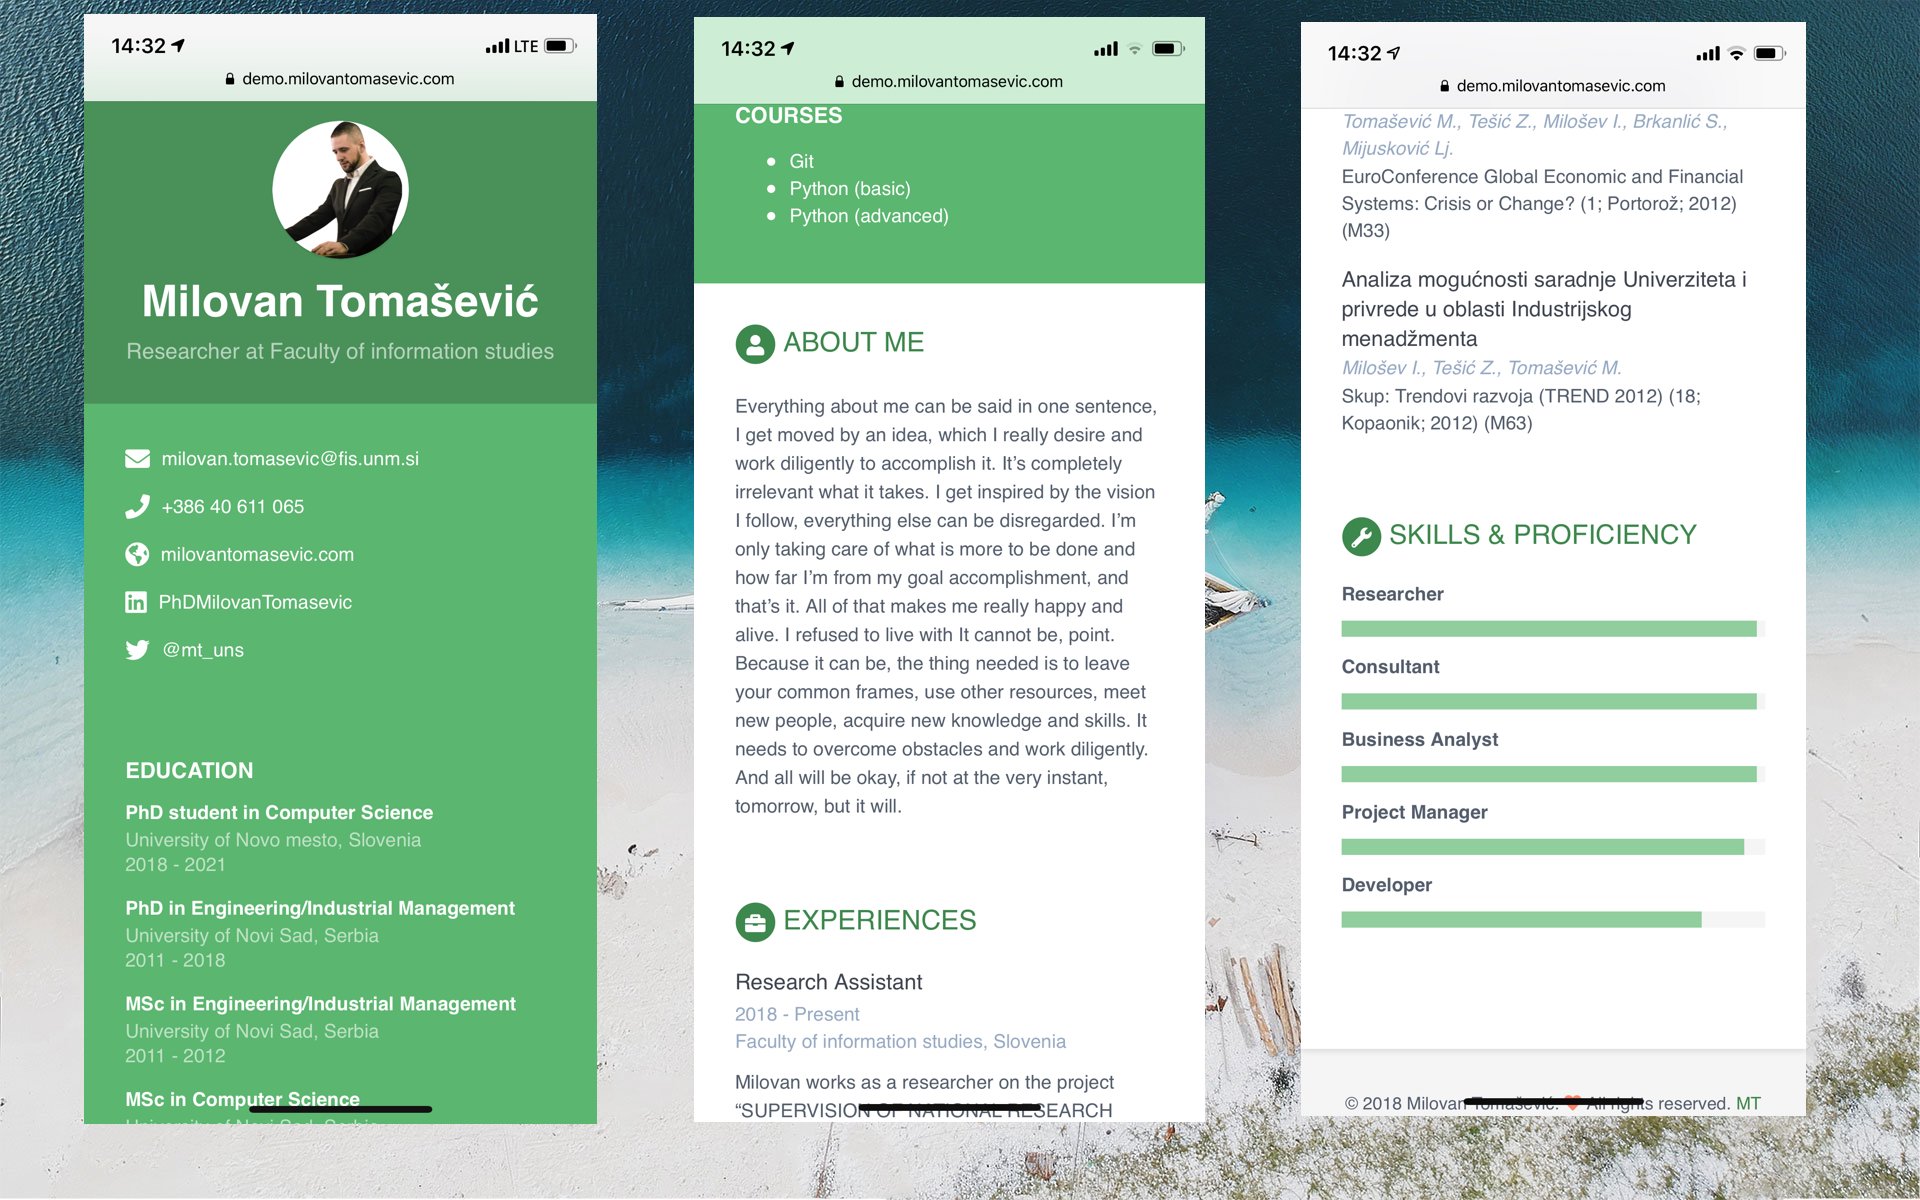 14:32
LTE
demo.milovantomasevic.com
Milovan Tomašević
Researcher at Faculty of information studies
milovan.tomasevic@fis.unm.si
+386 40 611 065
milovantomasevic.com
PhDMilovanTomasevic
@mt_uns
EDUCATION
PhD student in Computer Science
University of Novo mesto, Slovenia
2018 - 2021
PhD in Engineering/Industrial Management
University of Novi Sad, Serbia
2011 - 2018
MSc in Engineering/Industrial Management
University of Novi Sad, Serbia
2011 - 2012
MSc in Computer Science
University of Novi Sad, Serbia
14:32
demo.milovantomasevic.com
COURSES
Git
Python (basic)
Python (advanced)
ABOUT ME
Everything about me can be said in one sentence,
I get moved by an idea, which I really desire and
work diligently to accomplish it. It’s completely
irrelevant what it takes. I get inspired by the vision
I follow, everything else can be disregarded. I’m
only taking care of what is more to be done and
how far I’m from my goal accomplishment, and
that’s it. All of that makes me really happy and
alive. I refused to live with It cannot be, point.
Because it can be, the thing needed is to leave
your common frames, use other resources, meet
new people, acquire new knowledge and skills. It
needs to overcome obstacles and work diligently.
And all will be okay, if not at the very instant,
tomorrow, but it will.
EXPERIENCES
Research Assistant
2018 - Present
Faculty of information studies, Slovenia
Milovan works as a researcher on the project
“SUPERVISION OF NATIONAL RESEARCH
14:32
demo.milovantomasevic.com
Tomašević M., Tešić Z., Milošev I., Brkanlić S.,
Mijusković Lj.
EuroConference Global Economic and Financial
Systems: Crisis or Change? (1; Portorož; 2012)
(M33)
Analiza mogućnosti saradnje Univerziteta i
privrede u oblasti Industrijskog
menadžmenta
Milošev I., Tešić Z., Tomašević M.
Skup: Trendovi razvoja (TREND 2012) (18;
Kopaonik; 2012) (M63)
SKILLS & PROFICIENCY
Researcher
Consultant
Business Analyst
Project Manager
Developer
© 2018 Milovan Tomašević. ❤ All rights reserved. MT